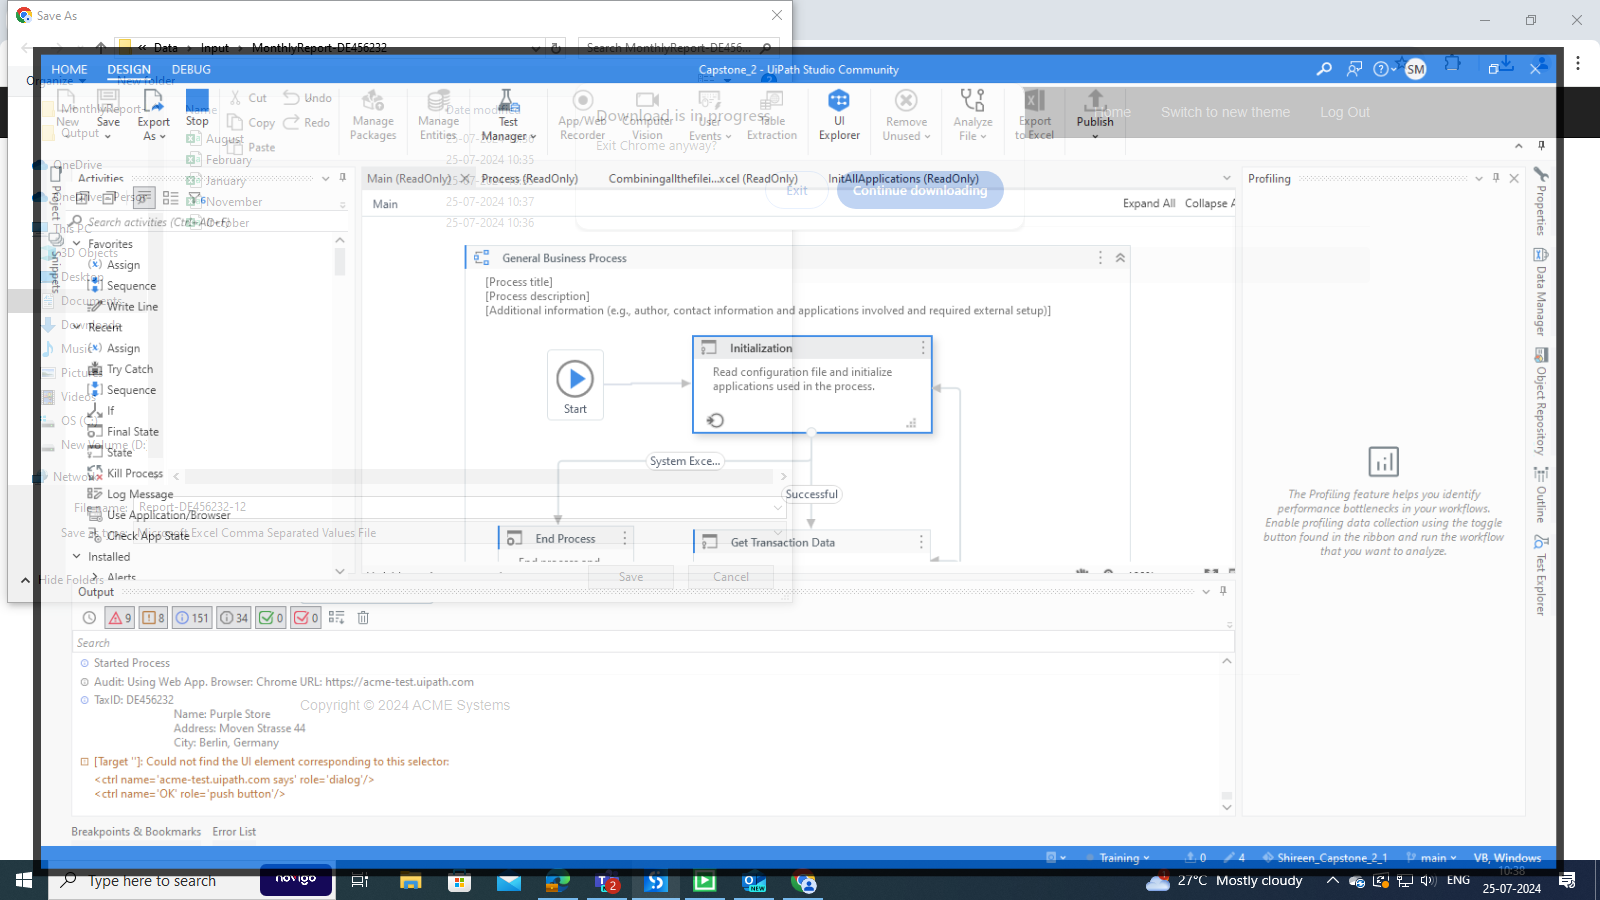 Save As
« Data › Input › MonthlyReport-DE456232
Search MonthlyReport-DE456...
HOME DESIGN DEBUG
Capstone_2 - UiPath Studio Community
SM
Organize New folder
New
Save
Export As
Stop
Cut
Copy
Paste
Undo
Redo
Manage Packages
Manage Entities
Test Manager
App/Web Recorder
Computer Vision
User Events
Table Extraction
UI Explorer
Remove Unused
Analyze File
Export to Excel
Publish
Home
Switch to new theme
Log Out
Download is in progress
Exit Chrome anyway?
Exit
Continue downloading
MonthlyReport-
Output
Name
Date modified
August
February
25-07-2024 10:35
January
November
25-07-2024 10:37
October
25-07-2024 10:36
OneDrive
This PC
3D Objects
Desktop
Documents
Downloads
Music
Pictures
Videos
OS (C:)
New Volume (D:
Network
File name: Report-DE456232-12
Save as type: Microsoft Excel Comma Separated Values File
Hide Folders
Save
Cancel
Project
Snippets
Activities
Search activities (Ctrl+Alt+F)
Favorites
Assign
Sequence
Write Line
Recent
Assign
Try Catch
Sequence
If
Final State
State
Kill Process
Log Message
Use Application/Browser
Check App State
Installed
Alerts
Main (ReadOnly)
Process (ReadOnly)
Combiningallthefilei...xcel (ReadOnly)
InitAllApplications (ReadOnly)
Main
Expand All Collapse A
General Business Process
[Process title]
[Process description]
[Additional information (e.g., author, contact information and applications involved and required external setup)]
Start
Initialization
Read configuration file and initialize
applications used in the process.
System Exce...
Successful
End Process
End process and
Get Transaction Data
Profiling
The Profiling feature helps you identify
performance bottlenecks in your workflows.
Enable profiling data collection using the toggle
button found in the ribbon and run the workflow
that you want to analyze.
Properties
Data Manager
Object Repository
Outline
Test Explorer
Output
9 8 151 34 0 0
Search
Started Process
Audit: Using Web App. Browser: Chrome URL: https://acme-test.uipath.com
TaxID: DE456232
Name: Purple Store
Address: Moven Strasse 44
City: Berlin, Germany
[Target '']: Could not find the UI element corresponding to this selector:
<ctrl name='acme-test.uipath.com says' role='dialog'/>
<ctrl name='OK' role='push button'/>
Copyright © 2024 ACME Systems
Breakpoints & Bookmarks Error List
Training 0 4 Shireen_Capstone_2_1 main VB, Windows
Type here to search
novigo
2
NEW
27°C Mostly cloudy
ENG
10:38
25-07-2024